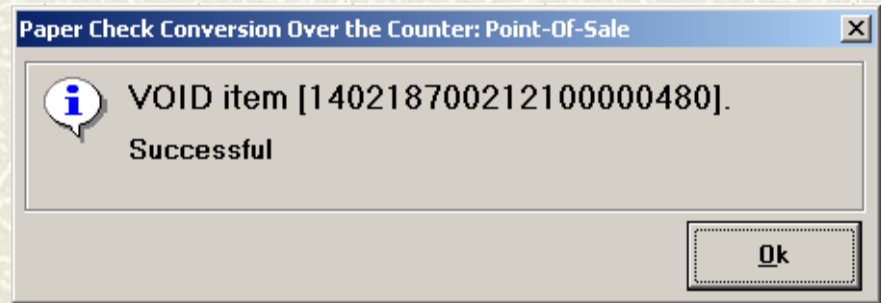 Paper Check Conversion Over the Counter: Point-Of-Sale
VOID item [140218700212100000480].
Successful
Ok